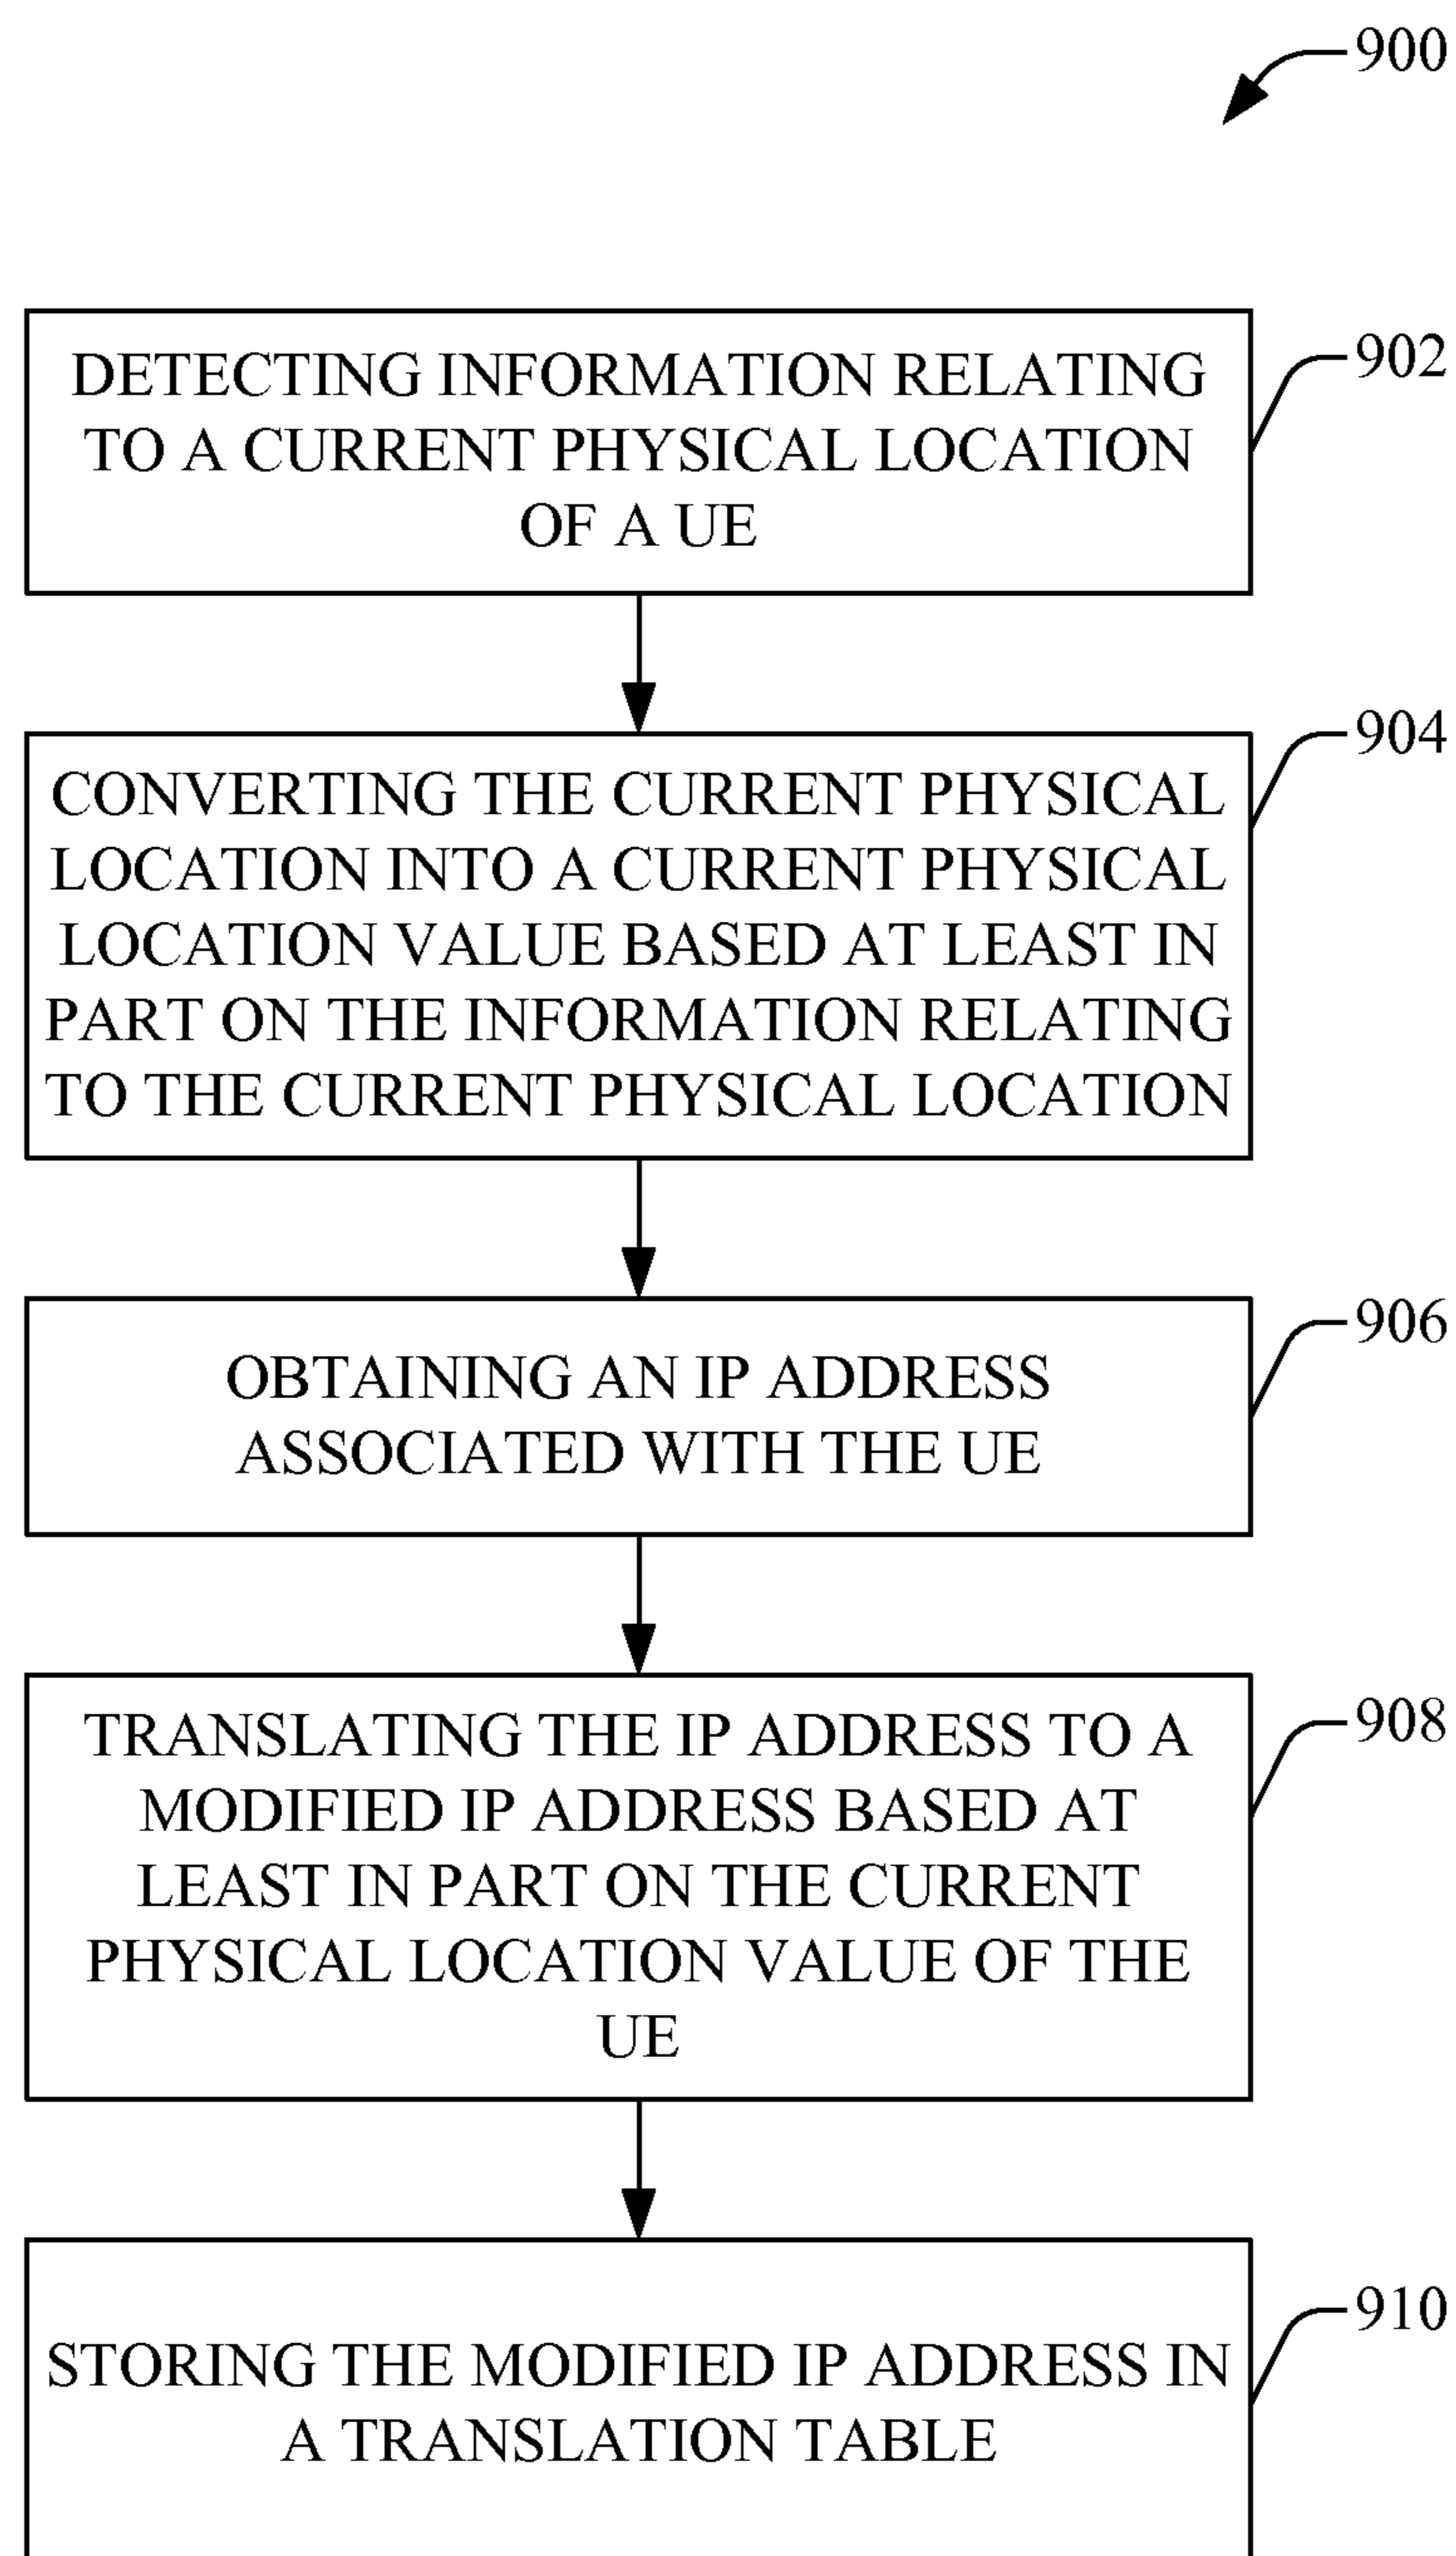 900
DETECTING INFORMATION RELATING
TO A CURRENT PHYSICAL LOCATION
OF A UE
902
CONVERTING THE CURRENT PHYSICAL
LOCATION INTO A CURRENT PHYSICAL
LOCATION VALUE BASED AT LEAST IN
PART ON THE INFORMATION RELATING
TO THE CURRENT PHYSICAL LOCATION
904
OBTAINING AN IP ADDRESS
ASSOCIATED WITH THE UE
906
TRANSLATING THE IP ADDRESS TO A
MODIFIED IP ADDRESS BASED AT
LEAST IN PART ON THE CURRENT
PHYSICAL LOCATION VALUE OF THE
UE
908
STORING THE MODIFIED IP ADDRESS IN
A TRANSLATION TABLE
910